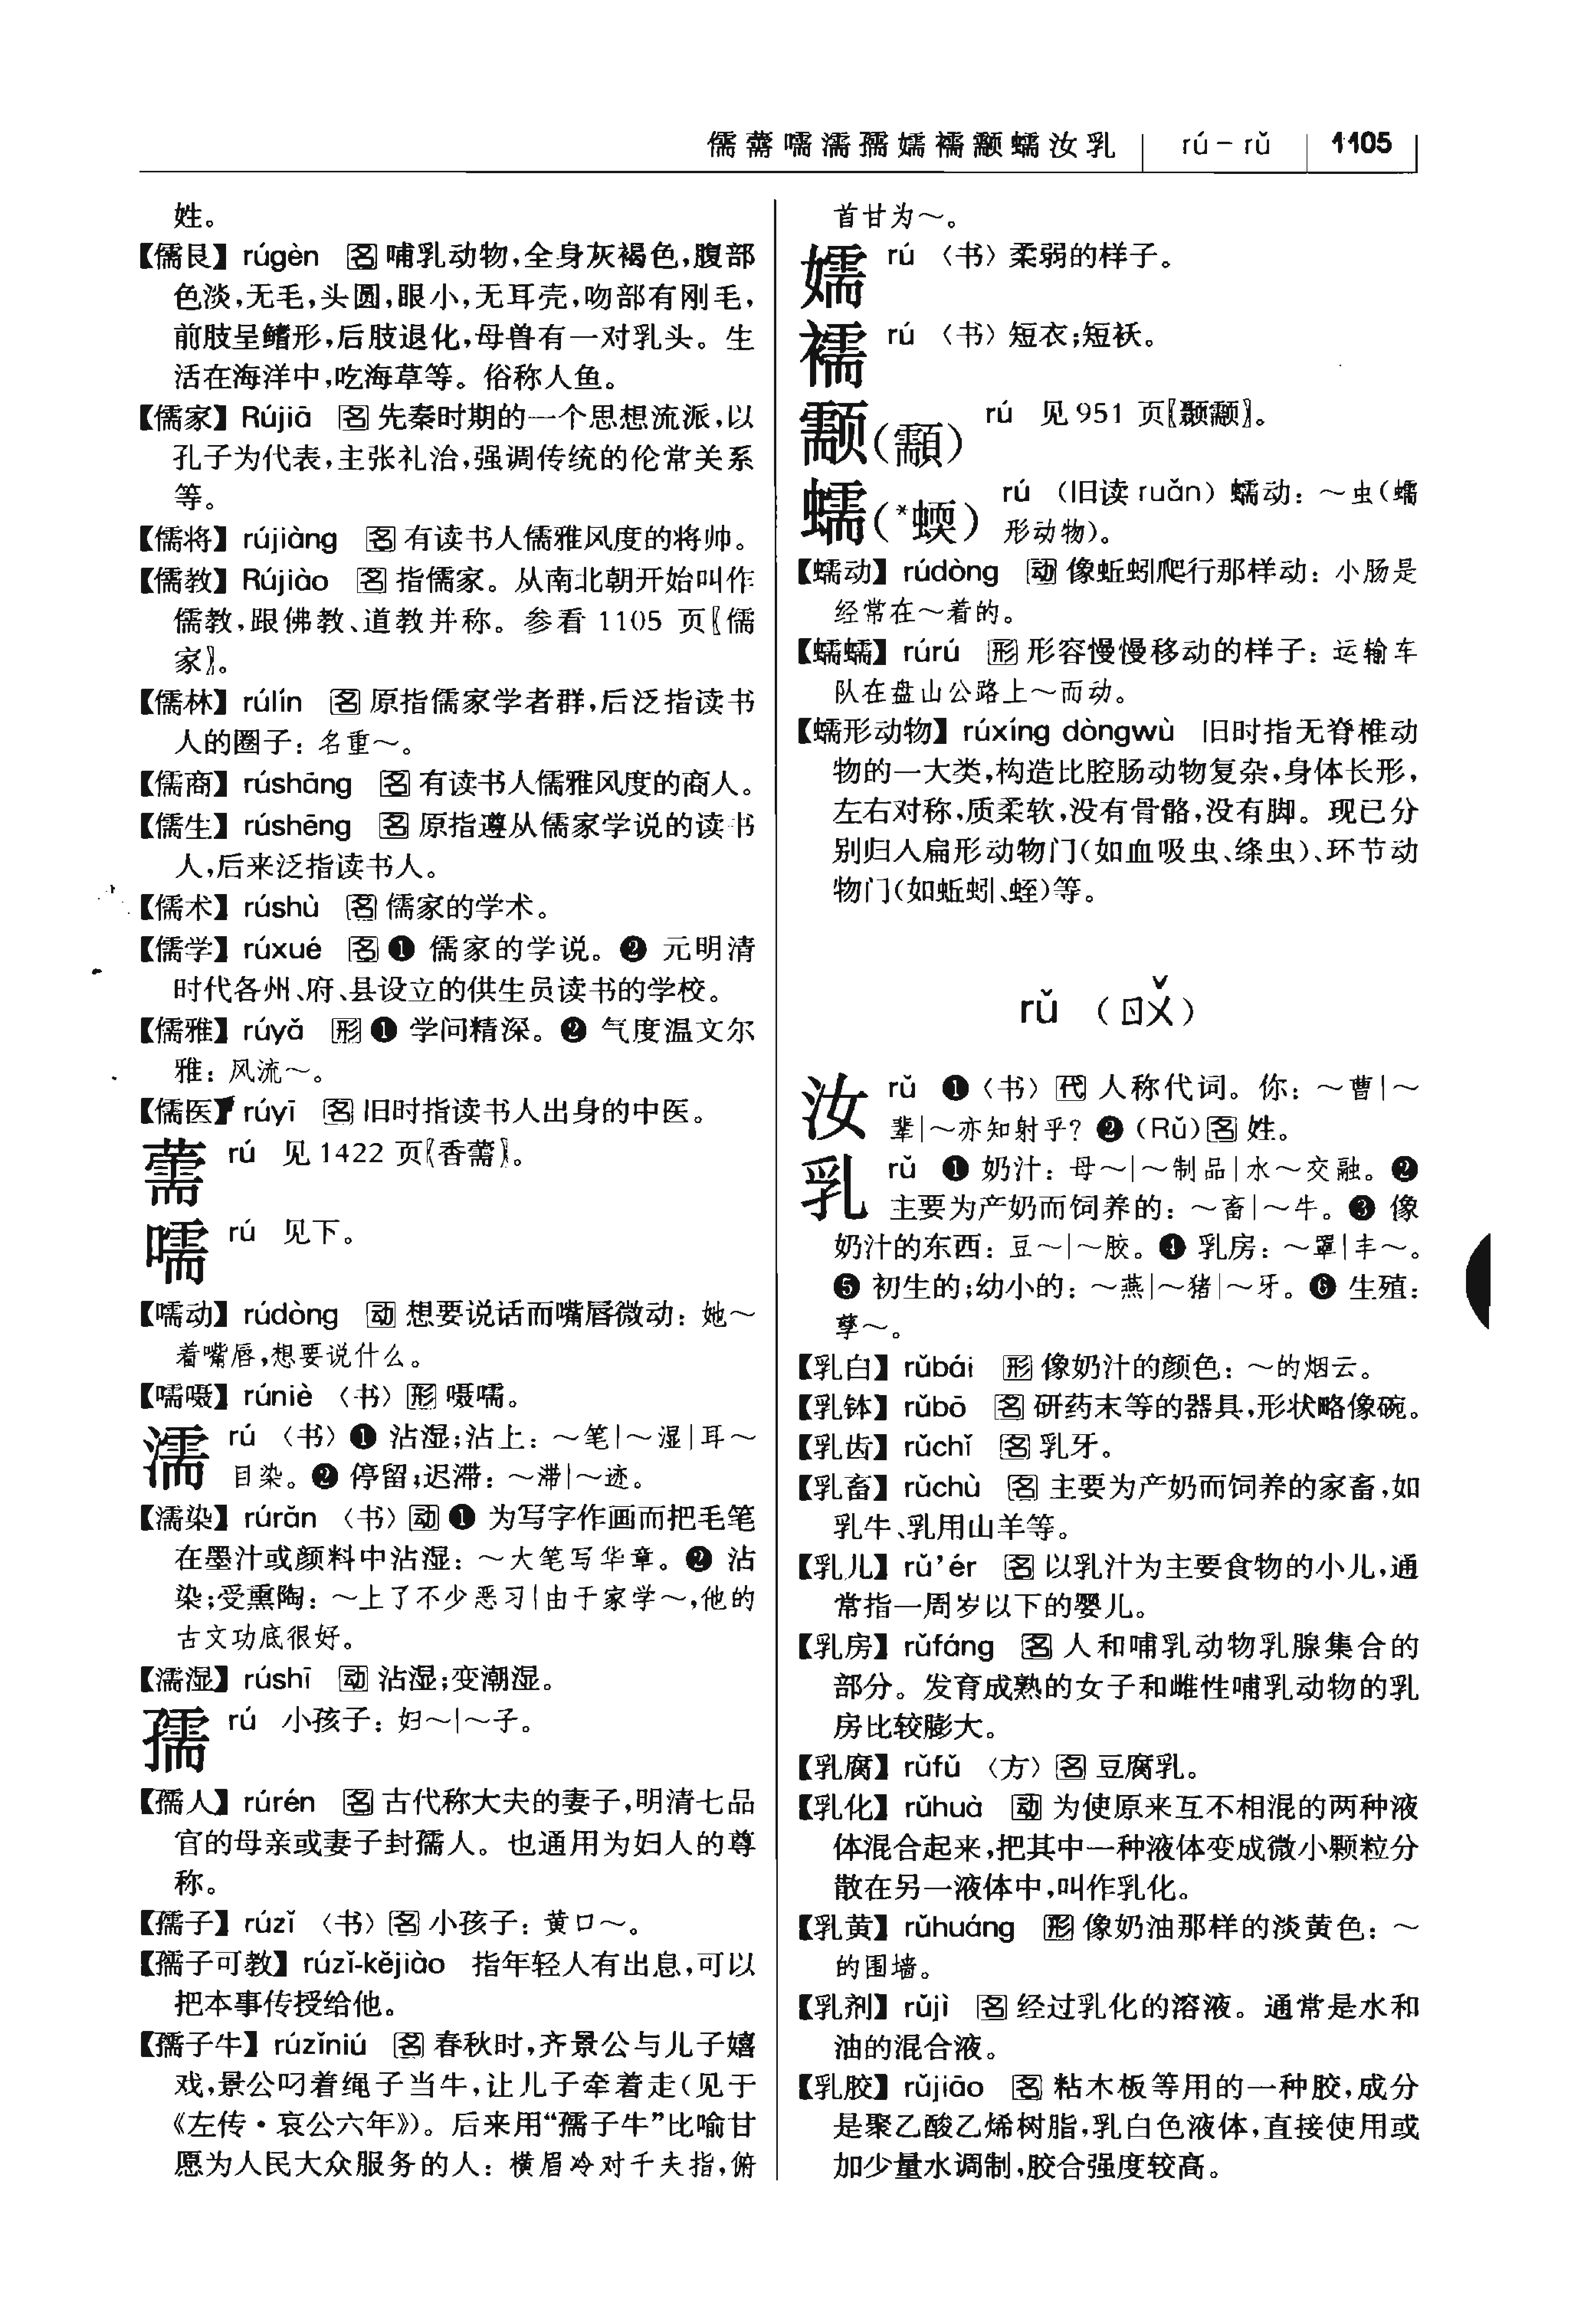 儒薷嚅濡孺嬬襦颥蠕汝乳 rú－rǔ 1105
姓。
【儒艮】 rúgèn 名 哺乳动物，全身灰褐色，腹部
色淡，无毛，头圆，眼小，无耳壳，吻部有刚毛，
前肢呈鳍形，后肢退化，母兽有一对乳头。生
活在海洋中，吃海草等。俗称人鱼。
【儒家】 Rújiā 名 先秦时期的一个思想流派，以
孔子为代表，主张礼治，强调传统的伦常关系
等。
【儒将】 rújiàng 名 有读书人儒雅风度的将帅。
【儒教】 Rújiào 名 指儒家。从南北朝开始叫作
儒教，跟佛教、道教并称。参看 1105 页〖儒
家〗。
【儒林】 rúlín 名 原指儒家学者群，后泛指读书
人的圈子：名重～。
【儒商】 rúshāng 名 有读书人儒雅风度的商人。
【儒生】 rúshēng 名 原指遵从儒家学说的读书
人，后来泛指读书人。
【儒术】 rúshù 名 儒家的学术。
【儒学】 rúxué 名 ❶ 儒家的学说。❷ 元明清
时代各州、府、县设立的供生员读书的学校。
【儒雅】 rúyǎ 形 ❶ 学问精深。❷ 气度温文尔
雅：风流～。
【儒医】 rúyī 名 旧时指读书人出身的中医。
薷 rú 见 1422 页〖香薷〗。
嚅 rú 见下。
【嚅动】 rúdòng 动 想要说话而嘴唇微动：她～
着嘴唇，想要说什么。
【嚅嗫】 rúniè 〈书〉 形 嗫嚅。
濡 rú 〈书〉 ❶ 沾湿；沾上：～笔｜～湿｜耳～
目染。❷ 停留；迟滞：～滞｜～迹。
【濡染】 rúrǎn 〈书〉 动 ❶ 为写字作画而把毛笔
在墨汁或颜料中沾湿：～大笔写华章。❷ 沾
染；受熏陶：～上了不少恶习｜由于家学～，他的
古文功底很好。
【濡湿】 rúshī 动 沾湿；变潮湿。
孺 rú 小孩子：妇～｜～子。
【孺人】 rúrén 名 古代称大夫的妻子，明清七品
官的母亲或妻子封孺人。也通用为妇人的尊
称。
【孺子】 rúzǐ 〈书〉 名 小孩子：黄口～。
【孺子可教】 rúzǐ-kějiào 指年轻人有出息，可以
把本事传授给他。
【孺子牛】 rúzǐniú 名 春秋时，齐景公与儿子嬉
戏，景公叼着绳子当牛，让儿子牵着走（见于
《左传·哀公六年》）。后来用“孺子牛”比喻甘
愿为人民大众服务的人：横眉冷对千夫指，俯
首甘为～。
嬬 rú 〈书〉 柔弱的样子。
襦 rú 〈书〉 短衣；短袄。
颥（顬） rú 见 951 页〖颞颥〗。
蠕（*蝡） rú （旧读 ruǎn）蠕动：～虫（蠕
形动物）。
【蠕动】 rúdòng 动 像蚯蚓爬行那样动：小肠是
经常在～着的。
【蠕蠕】 rúrú 形 形容慢慢移动的样子：运输车
队在盘山公路上～而动。
【蠕形动物】 rúxíng dòngwù 旧时指无脊椎动
物的一大类，构造比腔肠动物复杂，身体长形，
左右对称，质柔软，没有骨骼，没有脚。现已分
别归入扁形动物门（如血吸虫、绦虫）、环节动
物门（如蚯蚓、蛭）等。
rǔ （ㄖㄨˇ）
汝 rǔ ❶〈书〉 代 人称代词。你：～曹｜～
辈｜～亦知射乎？❷（Rǔ）名 姓。
乳 rǔ ❶ 奶汁：母～｜～制品｜水～交融。❷
主要为产奶而饲养的：～畜｜～牛。❸ 像
奶汁的东西：豆～｜～胶。❹ 乳房：～罩｜丰～。
❺ 初生的；幼小的：～燕｜～猪｜～牙。❻ 生殖：
孳～。
【乳白】 rǔbái 形 像奶汁的颜色：～的烟云。
【乳钵】 rǔbō 名 研药末等的器具，形状略像碗。
【乳齿】 rǔchǐ 名 乳牙。
【乳畜】 rǔchù 名 主要为产奶而饲养的家畜，如
乳牛、乳用山羊等。
【乳儿】 rǔ’ér 名 以乳汁为主要食物的小儿，通
常指一周岁以下的婴儿。
【乳房】 rǔfáng 名 人和哺乳动物乳腺集合的
部分。发育成熟的女子和雌性哺乳动物的乳
房比较膨大。
【乳腐】 rǔfǔ 〈方〉 名 豆腐乳。
【乳化】 rǔhuà 动 为使原来互不相混的两种液
体混合起来，把其中一种液体变成微小颗粒分
散在另一液体中，叫作乳化。
【乳黄】 rǔhuáng 形 像奶油那样的淡黄色：～
的围墙。
【乳剂】 rǔjì 名 经过乳化的溶液。通常是水和
油的混合液。
【乳胶】 rǔjiāo 名 粘木板等用的一种胶，成分
是聚乙酸乙烯树脂，乳白色液体，直接使用或
加少量水调制，胶合强度较高。